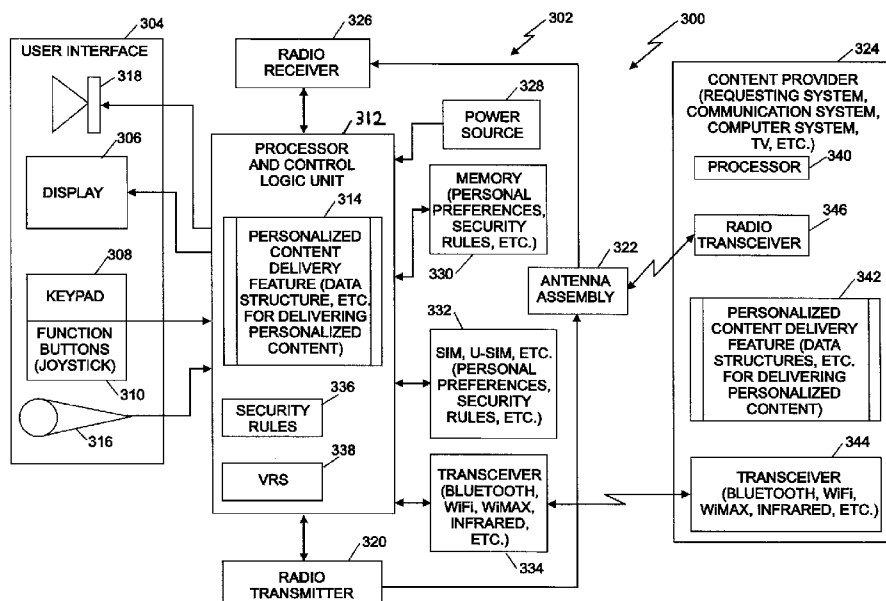 304
USER INTERFACE
318
306
DISPLAY
308
KEYPAD
FUNCTION
BUTTONS
(JOYSTICK)
310
316
326
RADIO
RECEIVER
312
PROCESSOR
AND CONTROL
LOGIC UNIT
314
PERSONALIZED
CONTENT
DELIVERY
FEATURE (DATA
STRUCTURE, ETC.
FOR DELIVERING
PERSONALIZED
CONTENT)
336
SECURITY
RULES
338
VRS
320
RADIO
TRANSMITTER
302
300
328
POWER
SOURCE
MEMORY
(PERSONAL
PREFERENCES,
SECURITY
RULES, ETC.)
330
322
ANTENNA
ASSEMBLY
332
SIM, U-SIM, ETC.
(PERSONAL
PREFERENCES,
SECURITY
RULES, ETC.)
TRANSCEIVER
(BLUETOOTH,
WiFi, WiMAX,
INFRARED,
ETC.)
334
324
CONTENT PROVIDER
(REQUESTING SYSTEM,
COMMUNICATION SYSTEM,
COMPUTER SYSTEM,
TV, ETC.)
PROCESSOR
340
346
RADIO
TRANSCEIVER
342
PERSONALIZED
CONTENT DELIVERY
FEATURE (DATA
STRUCTURES, ETC.
FOR DELIVERING
PERSONALIZED
CONTENT)
344
TRANSCEIVER
(BLUETOOTH, WiFi,
WiMAX, INFRARED, ETC.)